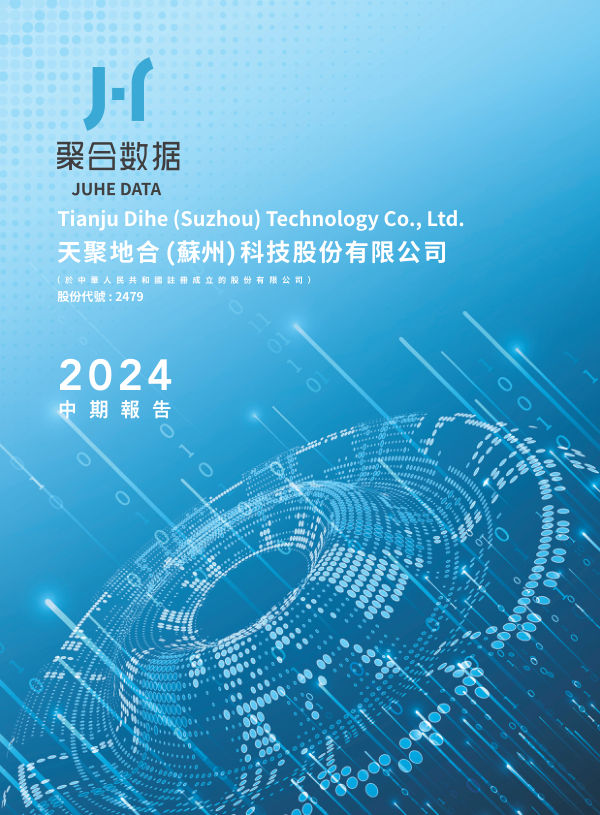 聚合数据
JUHE DATA
Tianju Dihe (Suzhou) Technology Co., Ltd.
天聚地合 (蘇州) 科技股份有限公司
(於中華人民共和國註冊成立的股份有限公司)
股份代號 : 2479
2024
中期報告